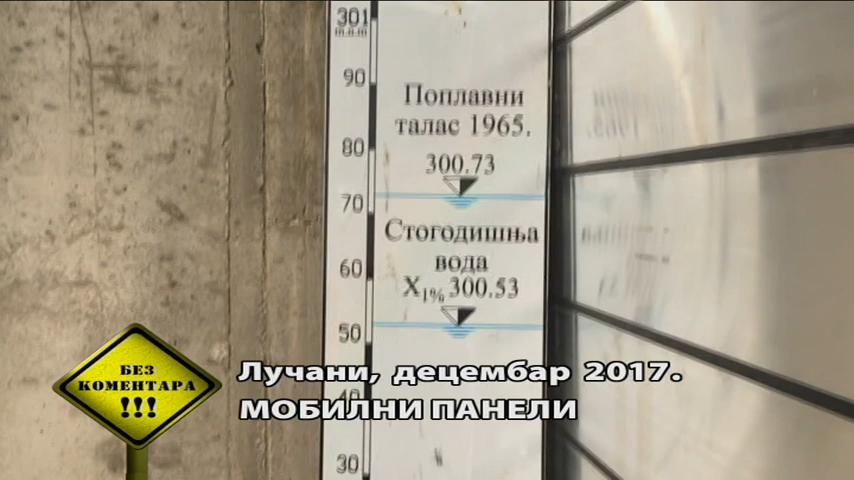 301
m.n.m
90
Поплавни
талас 1965.
80
300.73
70
Стогодишња
вода
60
X1% 300.53
50
40
30
БЕЗ
КОМЕНТАРА
!!!
Лучани, децембар 2017.
МОБИЛНИ ПАНЕЛИ